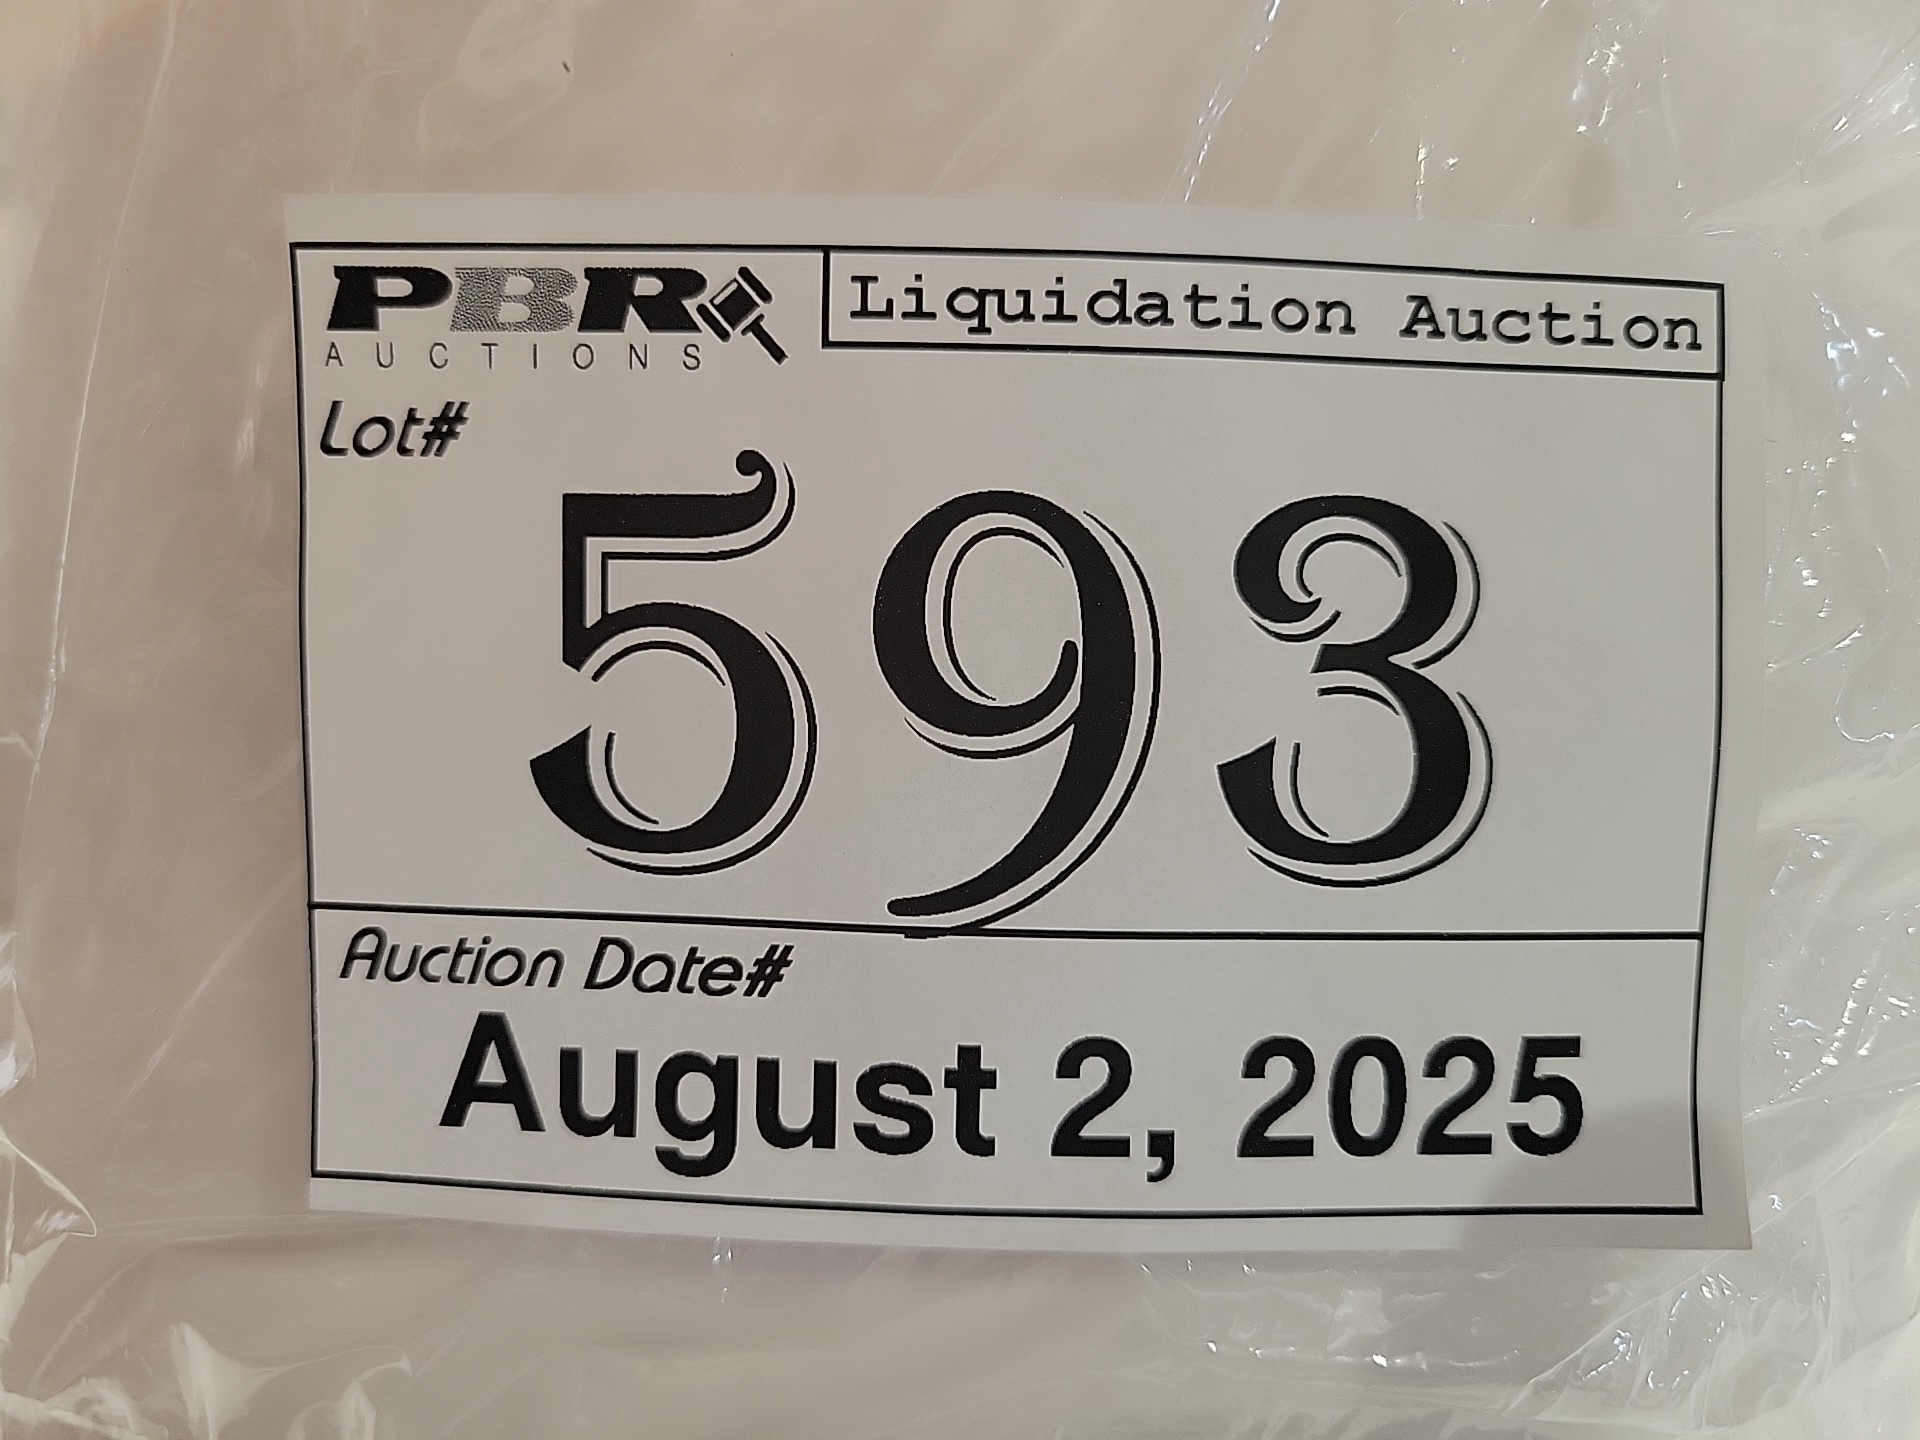 PBR
AUCTIONS
Liquidation Auction
Lot#
593
Auction Date#
August 2, 2025